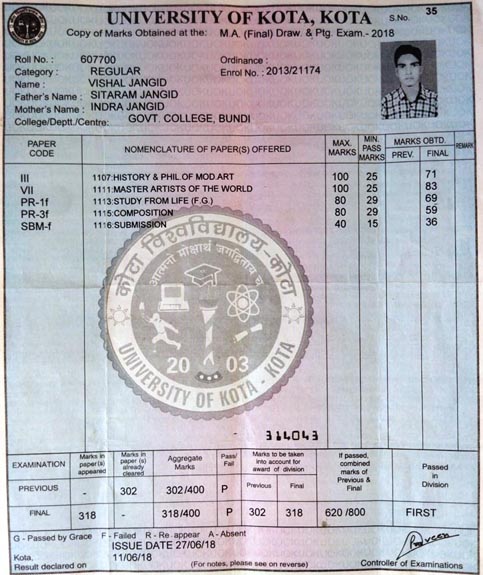 UNIVERSITY OF KOTA, KOTA
S.No. 35
Copy of Marks Obtained at the: M.A. (Final) Draw. & Ptg. Exam.- 2018
Roll No. : 607700 Ordinance :
Category : REGULAR Enrol No. : 2013/21174
Name : VISHAL JANGID
Father's Name : SITARAM JANGID
Mother's Name : INDRA JANGID
College/Deptt./Centre: GOVT. COLLEGE, BUNDI
PAPER CODE NOMENCLATURE OF PAPER(S) OFFERED MAX. MARKS MIN. PASS MARKS MARKS OBTD. PREV. FINAL REMARK
III 1107:HISTORY & PHIL OF MOD.ART 100 25 71
VII 1111:MASTER ARTISTS OF THE WORLD 100 25 83
PR-1f 1113:STUDY FROM LIFE (F.G.) 80 29 69
PR-3f 1115:COMPOSITION 80 29 59
SBM-f 1116:SUBMISSION 40 15 36
कोटा विश्वविद्यालय-कोटा
आत्मनो मोक्षार्थ जगद्विताय च
2003
UNIVERSITY OF KOTA - KOTA
314043
EXAMINATION Marks in paper(s) appeared Marks in paper (s) already cleared Aggregate Marks Pass/ Fail Marks to be taken into account for award of division Previous Final If passed, combined marks of Previous & Final Passed in Division
PREVIOUS - 302 302/400 P
FINAL 318 - 318/400 P 302 318 620 /800 FIRST
G - Passed by Grace F - Failed R - Re. appear A - Absent
ISSUE DATE 27/06/18
Kota,
Result declared on 11/06/18 (For notes, please see on reverse) Controller of Examinations